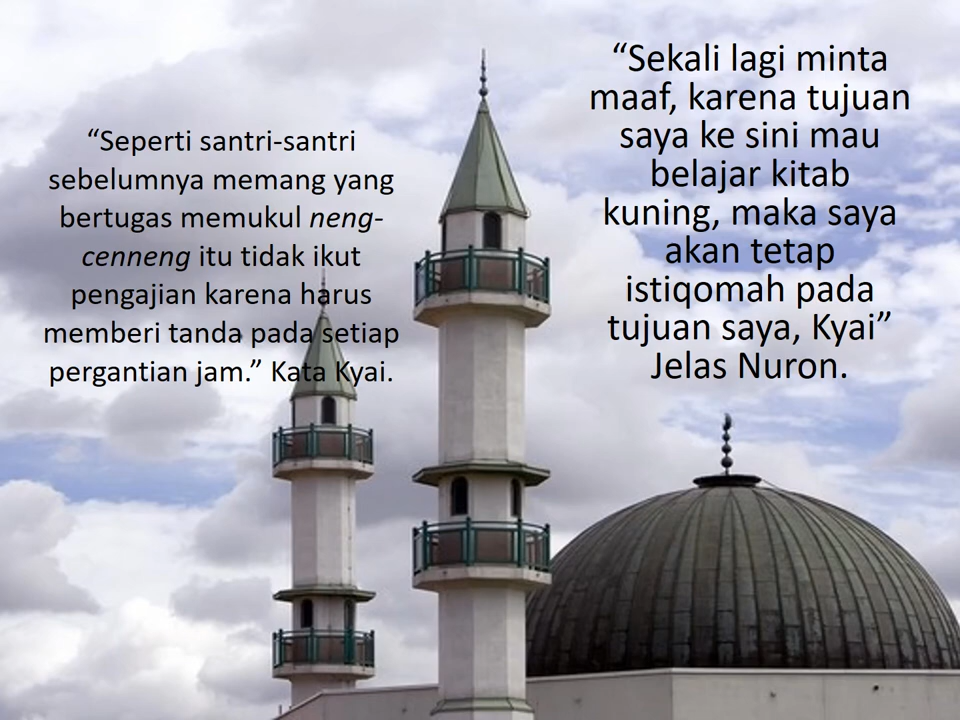 “Seperti santri-santri
sebelumnya memang yang
bertugas memukul neng-
cenneng itu tidak ikut
pengajian karena harus
memberi tanda pada setiap
pergantian jam.” Kata Kyai.
“Sekali lagi minta
maaf, karena tujuan
saya ke sini mau
belajar kitab
kuning, maka saya
akan tetap
istiqomah pada
tujuan saya, Kyai”
Jelas Nuron.